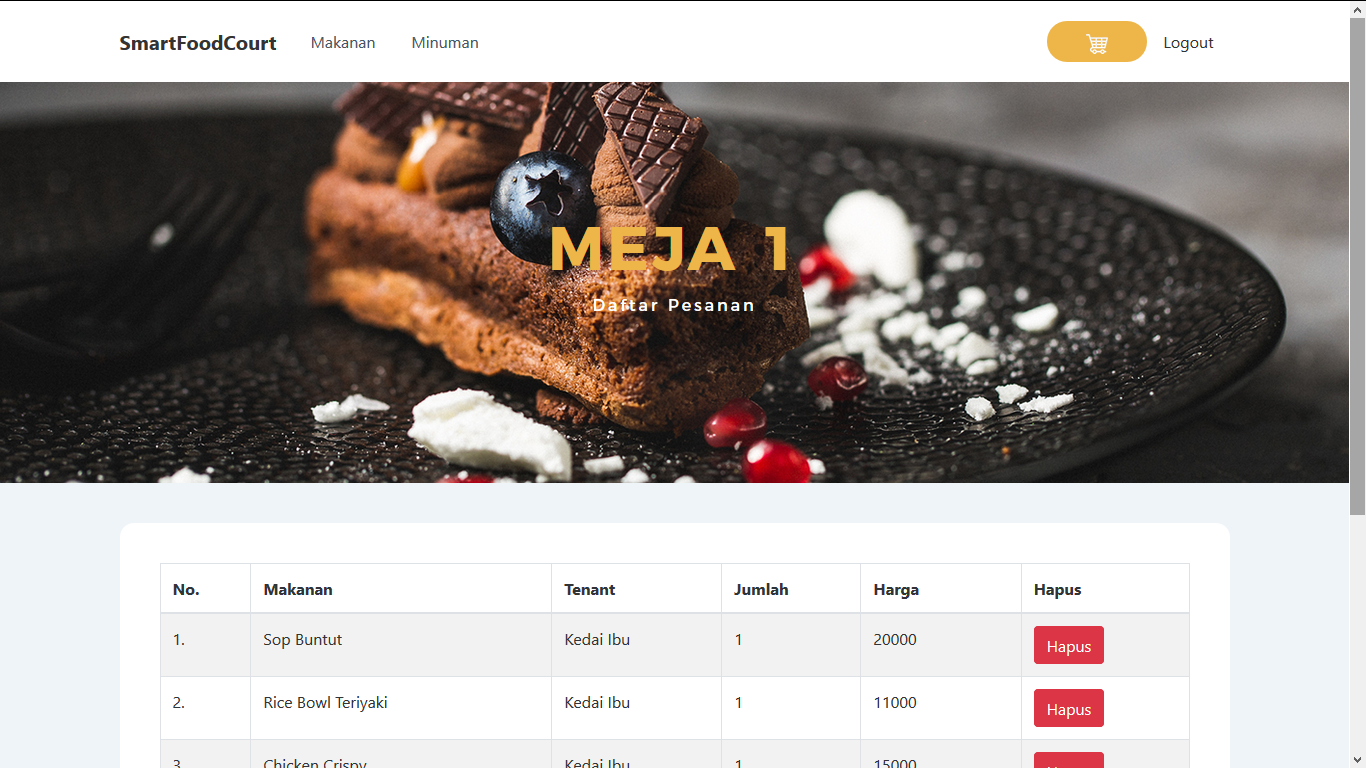 SmartFoodCourt Makanan Minuman Logout
MEJA 1
Daftar Pesanan
No. Makanan Tenant Jumlah Harga Hapus
1. Sop Buntut Kedai Ibu 1 20000 Hapus
2. Rice Bowl Teriyaki Kedai Ibu 1 11000 Hapus
3. Chicken Crispy Kedai Ibu 1 15000 Hapus